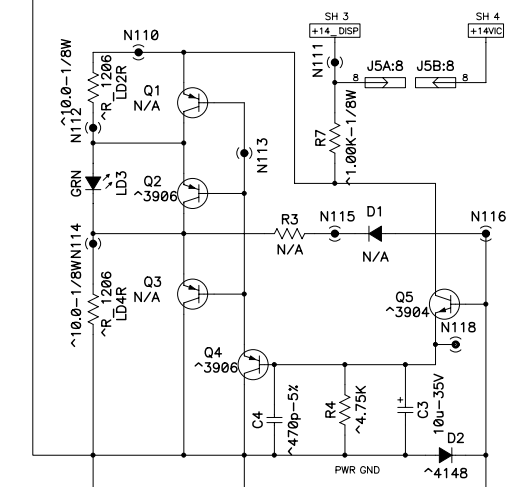 SH 3
SH 4
+14_DISP
+14VIC
N110
N111
J5A:8
J5B:8
8
8
^10.0-1/8W
1206
^R_LD2R
N112
Q1
N/A
N113
R7
^1.00K-1/8W
GRN
LD3
Q2
^3906
R3
N/A
N115
D1
N/A
N116
N114
^10.0-1/8W
1206
^R_LD4R
Q3
N/A
Q5
^3904
N118
Q4
^3906
C4
^470p-5%
R4
^4.75K
C3
+
10u-35V
D2
^4148
PWR GND